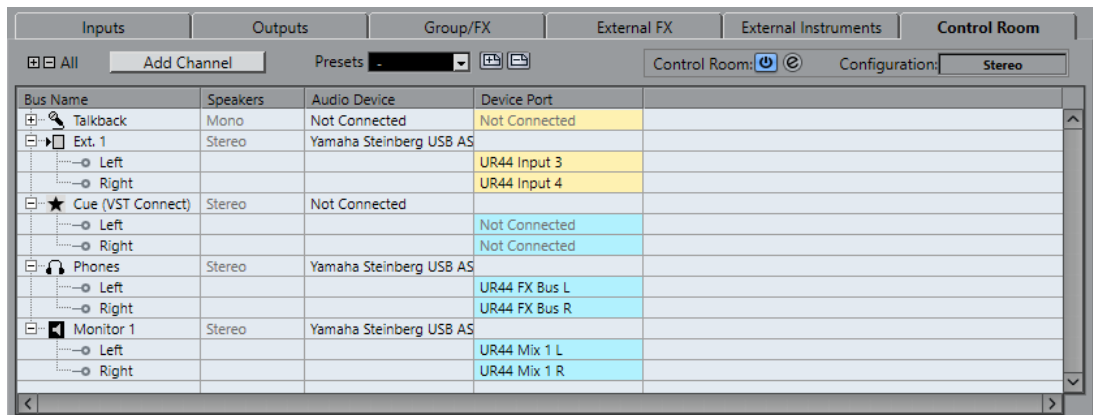 Inputs Outputs Group/FX External FX External Instruments Control Room
All Add Channel Presets - Control Room: e Configuration: Stereo
Bus Name Speakers Audio Device Device Port
Talkback Mono Not Connected Not Connected
Ext. 1 Stereo Yamaha Steinberg USB AS
Left UR44 Input 3
Right UR44 Input 4
Cue (VST Connect) Stereo Not Connected
Left Not Connected
Right Not Connected
Phones Stereo Yamaha Steinberg USB AS
Left UR44 FX Bus L
Right UR44 FX Bus R
Monitor 1 Stereo Yamaha Steinberg USB AS
Left UR44 Mix 1 L
Right UR44 Mix 1 R